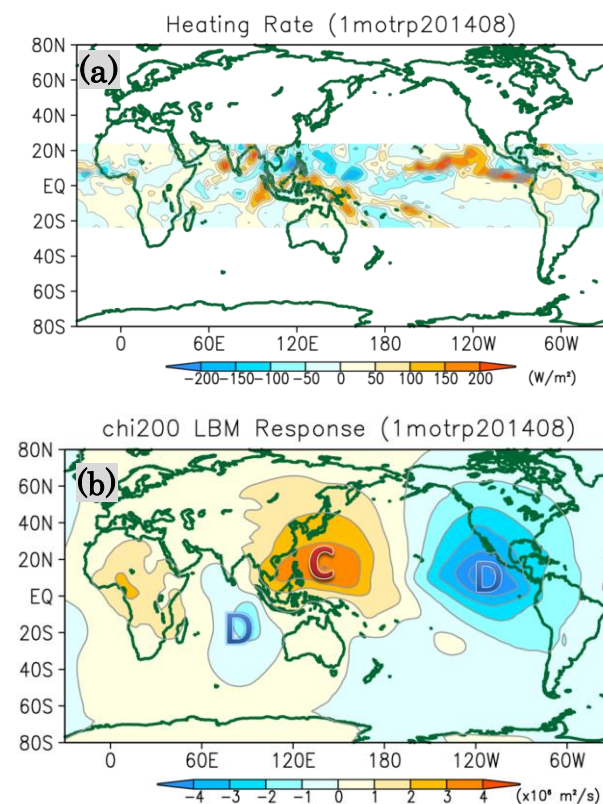 Heating Rate (1motrp201408)
(a)
80N
60N
40N
20N
EQ
20S
40S
60S
80S
0 60E 120E 180 120W 60W
-200 -150 -100 -50 0 50 100 150 200 (W/m²)
chi200 LBM Response (1motrp201408)
(b)
80N
60N
40N
20N
EQ
20S
40S
60S
80S
C
D
D
0 60E 120E 180 120W 60W
-4 -3 -2 -1 0 1 2 3 4 (x10⁶ m²/s)